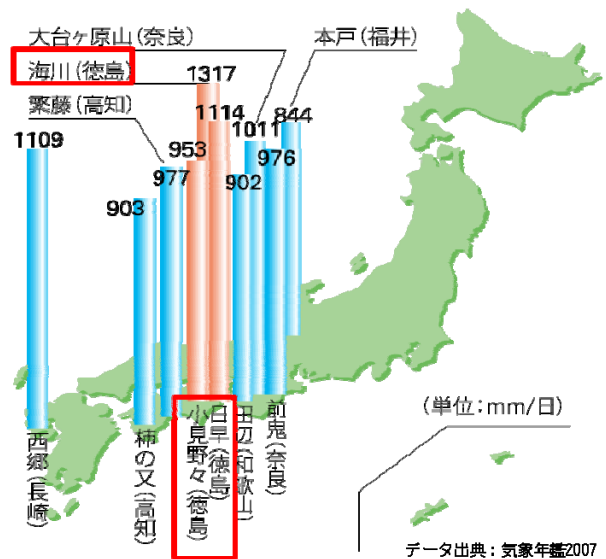 大台ヶ原山(奈良)
本戸(福井)
海川(徳島)
1317
繁藤(高知)
1114
844
1109
1011
953
976
977
902
903
(単位:mm/日)
西郷(長崎)
柿の又(高知)
小見野々(徳島)
日早(徳島)
田辺(和歌山)
前鬼(奈良)
データ出典:気象年鑑2007